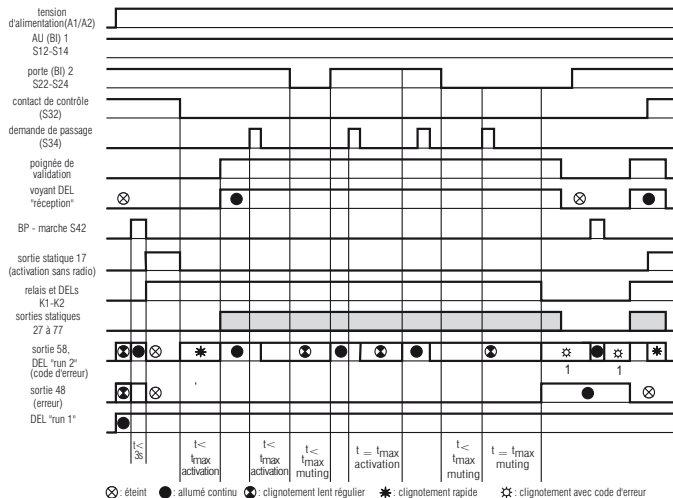 tension
d'alimentation(A1/A2)
AU (BI) 1
S12-S14
porte (BI) 2
S22-S24
contact de contrôle
(S32)
demande de passage
(S34)
poignée de
validation
voyant DEL
"réception"
BP - marche S42
sortie statique 17
(activation sans radio)
relais et DELs
K1-K2
sorties statiques
27 à 77
sortie 58,
DEL "run 2"
(code d'erreur)
1
1
sortie 48
(erreur)
DEL "run 1"
t<
3s
t<
tmax
activation
t<
tmax
activation
t<
tmax
muting
t = tmax
activation
t<
tmax
muting
t = tmax
muting
: éteint
: allumé continu
: clignotement lent régulier
: clignotement rapide
: clignotement avec code d'erreur